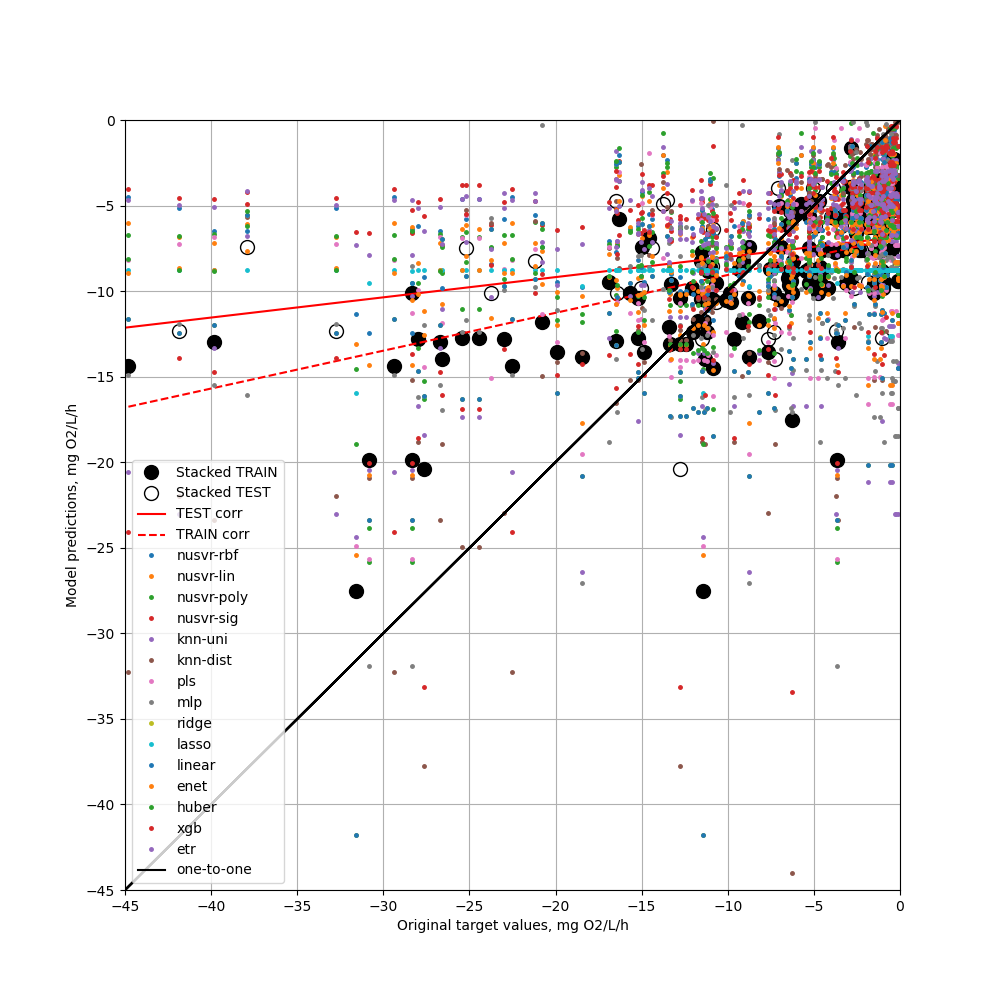 0
−5
−10
−15
−20
−25
−30
−35
−40
−45
Model predictions, mg O2/L/h
Stacked TRAIN
Stacked TEST
TEST corr
TRAIN corr
nusvr-rbf
nusvr-lin
nusvr-poly
nusvr-sig
knn-uni
knn-dist
pls
mlp
ridge
lasso
linear
enet
huber
xgb
etr
one-to-one
−45 −40 −35 −30 −25 −20 −15 −10 −5 0
Original target values, mg O2/L/h